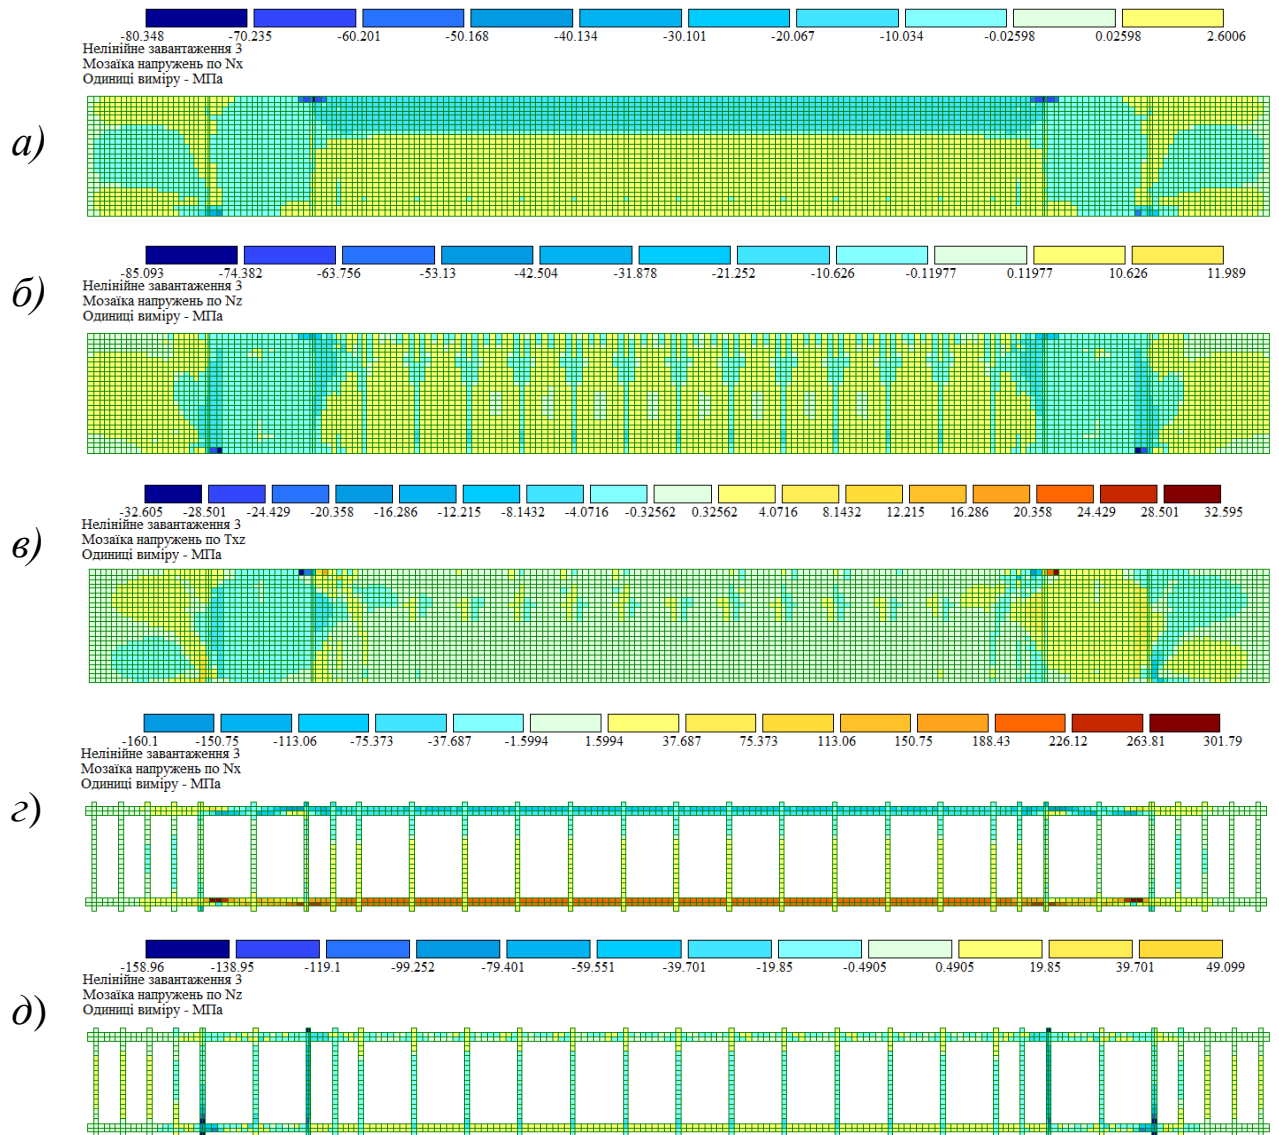 -80.348 -70.235 -60.201 -50.168 -40.134 -30.101 -20.067 -10.034 -0.02598 0.02598 2.6006
Нелінійне завантаження 3
Мозаїка напружень по Nx
Одиниці виміру - МПа
а)
-85.093 -74.382 -63.756 -53.13 -42.504 -31.878 -21.252 -10.626 -0.11977 0.11977 10.626 11.989
Нелінійне завантаження 3
Мозаїка напружень по Nz
Одиниці виміру - МПа
б)
-32.605 -28.501 -24.429 -20.358 -16.286 -12.215 -8.1432 -4.0716 -0.32562 0.32562 4.0716 8.1432 12.215 16.286 20.358 24.429 28.501 32.595
Нелінійне завантаження 3
Мозаїка напружень по Txz
Одиниці виміру - МПа
в)
-160.1 -150.75 -113.06 -75.373 -37.687 -1.5994 1.5994 37.687 75.373 113.06 150.75 188.43 226.12 263.81 301.79
Нелінійне завантаження 3
Мозаїка напружень по Nx
Одиниці виміру - МПа
г)
-158.96 -138.95 -119.1 -99.252 -79.401 -59.551 -39.701 -19.85 -0.4905 0.4905 19.85 39.701 49.099
Нелінійне завантаження 3
Мозаїка напружень по Nz
Одиниці виміру - МПа
д)